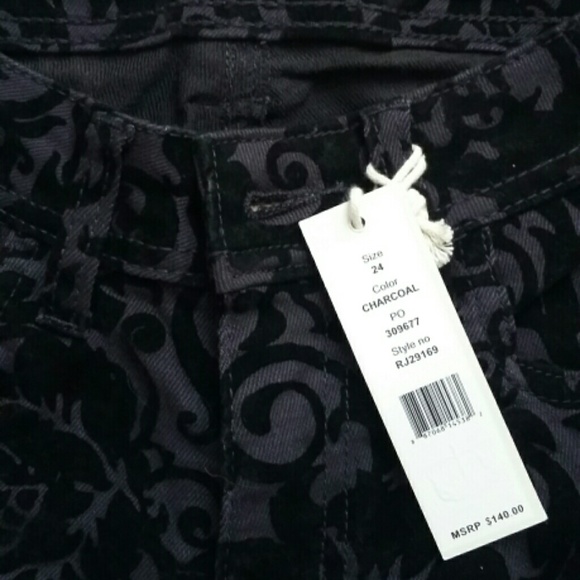 Size
24
Color
CHARCOAL
PO
309677
Style no
RJ29169
MSRP $140.00